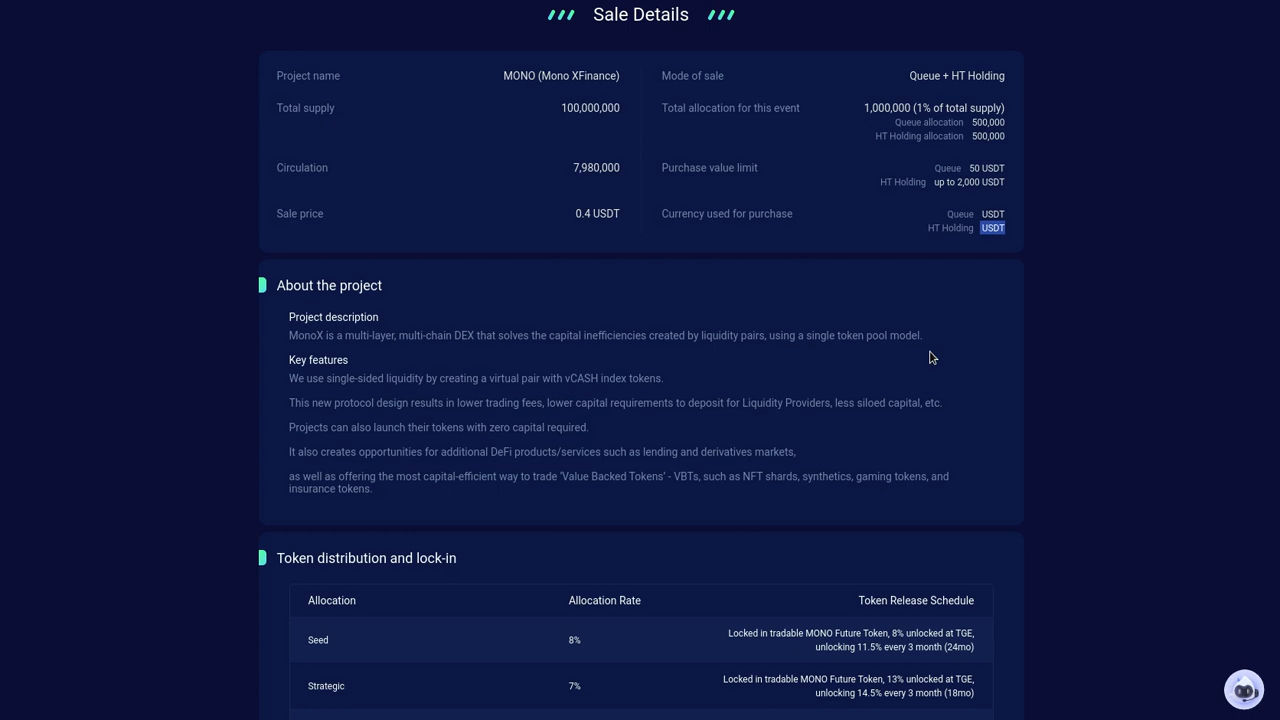 Sale Details
Project name MONO (Mono XFinance)
Total supply 100,000,000
Circulation 7,980,000
Sale price 0.4 USDT
Mode of sale Queue + HT Holding
Total allocation for this event 1,000,000 (1% of total supply)
Queue allocation 500,000
HT Holding allocation 500,000
Purchase value limit Queue 50 USDT
HT Holding up to 2,000 USDT
Currency used for purchase Queue USDT
HT Holding USDT
About the project
Project description
MonoX is a multi-layer, multi-chain DEX that solves the capital inefficiencies created by liquidity pairs, using a single token pool model.
Key features
We use single-sided liquidity by creating a virtual pair with vCASH index tokens.
This new protocol design results in lower trading fees, lower capital requirements to deposit for Liquidity Providers, less siloed capital, etc.
Projects can also launch their tokens with zero capital required.
It also creates opportunities for additional DeFi products/services such as lending and derivatives markets,
as well as offering the most capital-efficient way to trade 'Value Backed Tokens' - VBTs, such as NFT shards, synthetics, gaming tokens, and
insurance tokens.
Token distribution and lock-in
Allocation Allocation Rate Token Release Schedule
Seed 8% Locked in tradable MONO Future Token, 8% unlocked at TGE,
unlocking 11.5% every 3 month (24mo)
Strategic 7% Locked in tradable MONO Future Token, 13% unlocked at TGE,
unlocking 14.5% every 3 month (18mo)